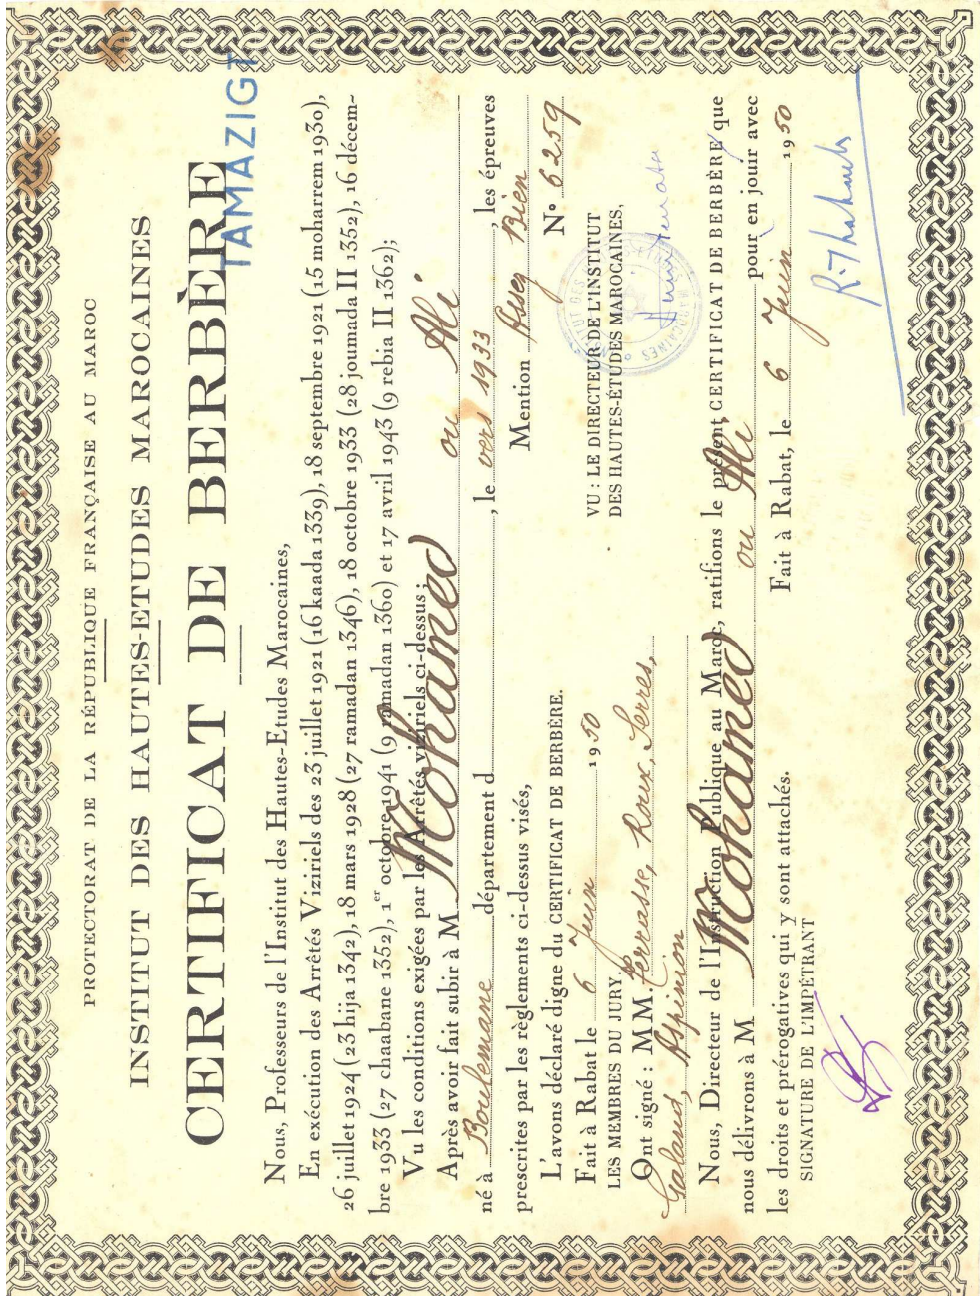 PROTECTORAT DE LA RÉPUBLIQUE FRANÇAISE AU MAROC
INSTITUT DES HAUTES-ETUDES MAROCAINES
CERTIFICAT DE BERBÈRE
TAMAZIGT
Nous, Professeurs de l'Institut des Hautes-Etudes Marocaines,
En exécution des Arrêtés Viziriels des 23 juillet 1921 (16 kaada 1339), 18 septembre 1921 (15 moharrem 1930),
26 juillet 1924 (23 hija 1342), 18 mars 1928 (27 ramadan 1346), 18 octobre 1933 (28 joumada II 1352), 16 décem-
bre 1933 (27 chaabane 1352), 1er octobre 1941 (9 ramadan 1360) et 17 avril 1943 (9 rebia II 1362);
Vu les conditions exigées par les Arrêtés viziriels ci-dessus;
Après avoir fait subir à M Mohamed ou Ali
né à Boulemane département d , le vers 1933 , les épreuves
prescrites par les règlements ci-dessus visés, Mention Assez Bien
L'avons déclaré digne du CERTIFICAT DE BERBÈRE. N° 6259
Fait à Rabat le 6 Juin 1950
VU : LE DIRECTEUR DE L'INSTITUT
DES HAUTES-ÉTUDES MAROCAINES,
LES MEMBRES DU JURY
Ont signé : MM. Terrasse, Roux, Serres,
Galand, Aspinion
Nous, Directeur de l'Instruction Publique au Maroc, ratifions le présent CERTIFICAT DE BERBÈRE que
nous délivrons à M Mohamed ou Ali pour en jouir avec
les droits et prérogatives qui y sont attachés.
Fait à Rabat, le 6 Juin 1950
SIGNATURE DE L'IMPÉTRANT